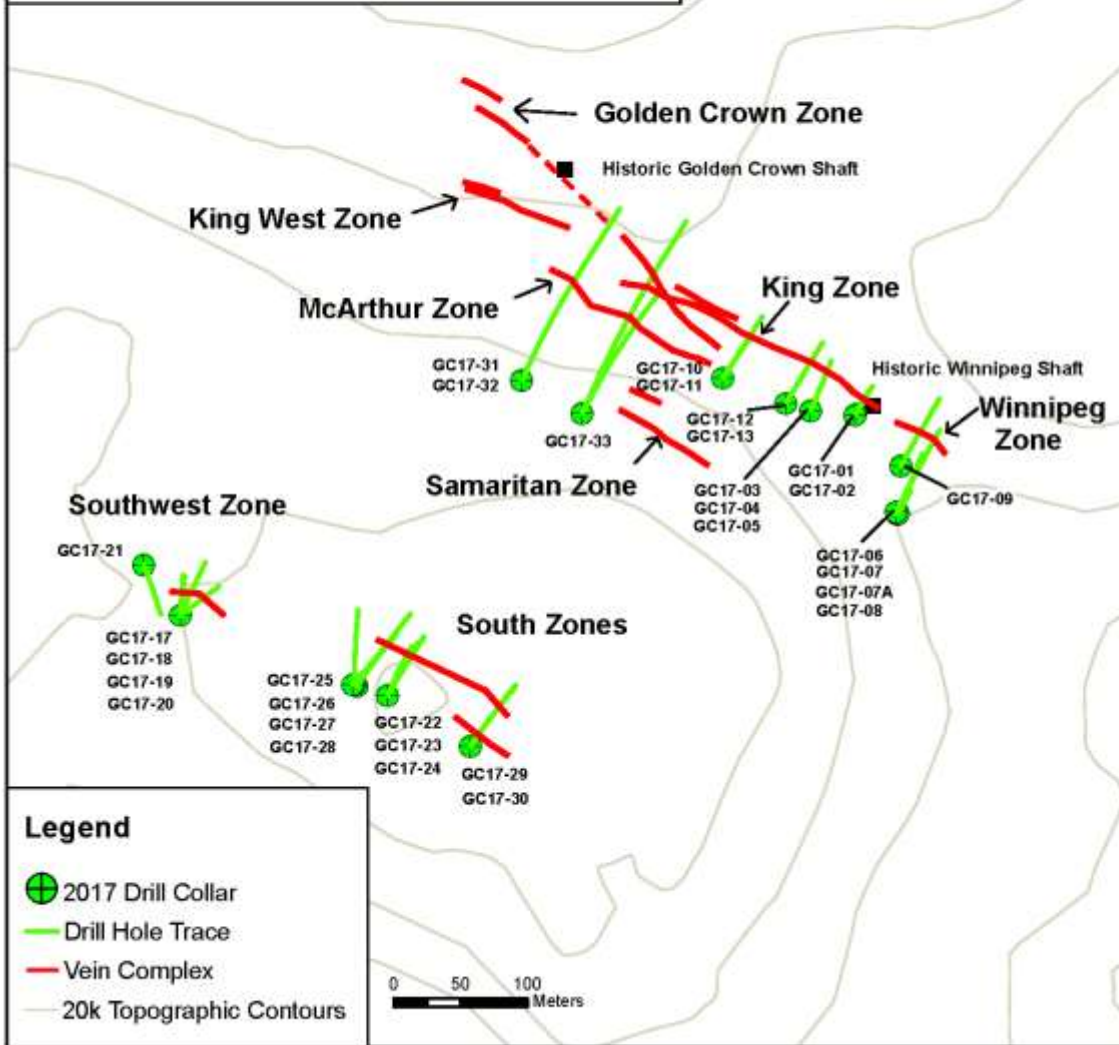 Golden Crown Zone
Historic Golden Crown Shaft
King West Zone
King Zone
McArthur Zone
GC17-31
GC17-32
GC17-10
GC17-11
Historic Winnipeg Shaft
GC17-12
GC17-13
Winnipeg
Zone
GC17-33
GC17-01
GC17-02
Samaritan Zone
GC17-03
GC17-04
GC17-05
GC17-09
Southwest Zone
GC17-21
GC17-06
GC17-07
GC17-07A
GC17-08
GC17-17
GC17-18
GC17-19
GC17-20
South Zones
GC17-25
GC17-26
GC17-27
GC17-28
GC17-22
GC17-23
GC17-24
GC17-29
GC17-30
Legend
2017 Drill Collar
Drill Hole Trace
Vein Complex
20k Topographic Contours
0 50 100
Meters